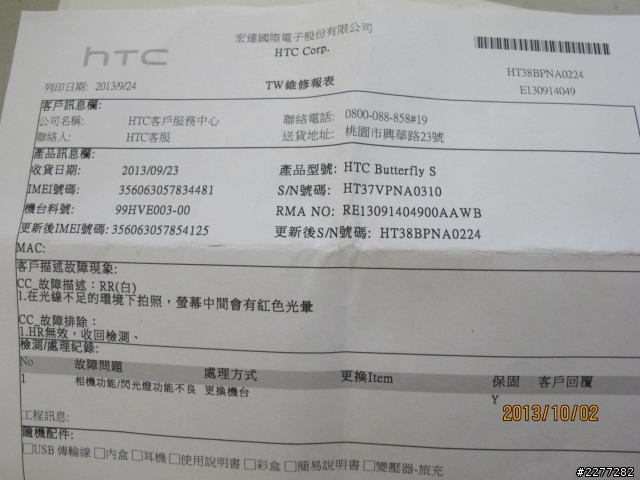 宏達國際電子股份有限公司
hTC
HTC Corp.
HT38BPNA0224
列印日期: 2013/9/24
TW維修報表
E130914049
客戶訊息欄:
公司名稱: HTC客戶服務中心 聯絡電話: 0800-088-858#19
聯絡人: HTC客服 送貨地址: 桃園市興華路23號
產品訊息欄:
收貨日期: 2013/09/23 產品型號: HTC Butterfly S
IMEI號碼: 356063057834481 S/N號碼: HT37VPNA0310
機台料號: 99HVE003-00 RMA NO: RE13091404900AAWB
更新後IMEI號碼: 356063057854125 更新後S/N號碼: HT38BPNA0224
MAC:
客戶描述故障現象:
CC_故障描述：RR(白)
1.在光線不足的環境下拍照，螢幕中間會有紅色光暈
CC_故障排除：
1.HR無效，收回檢測、
檢測/處理紀錄:
No 故障問題 處理方式 更換Item 保固 客戶回覆
1 相機功能/閃光燈功能不良 更換機台 Y
2013/10/02
工程訊息:
隨機配件:
□USB 傳輸線 □內盒 □耳機 □使用說明書 □彩盒 □簡易說明書 □變壓器-旅充
#2277282